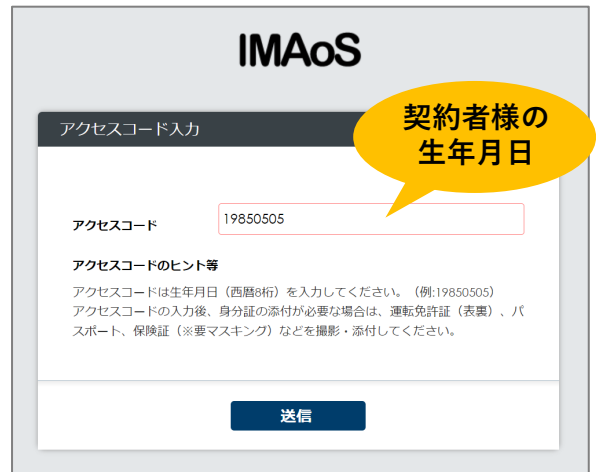 IMAoS
アクセスコード入力
契約者様の
生年月日
アクセスコード
19850505
アクセスコードのヒント等
アクセスコードは生年月日（西暦8桁）を入力してください。（例:19850505）
アクセスコードの入力後、身分証の添付が必要な場合は、運転免許証（表裏）、パ
スポート、保険証（※要マスキング）などを撮影・添付してください。
送信